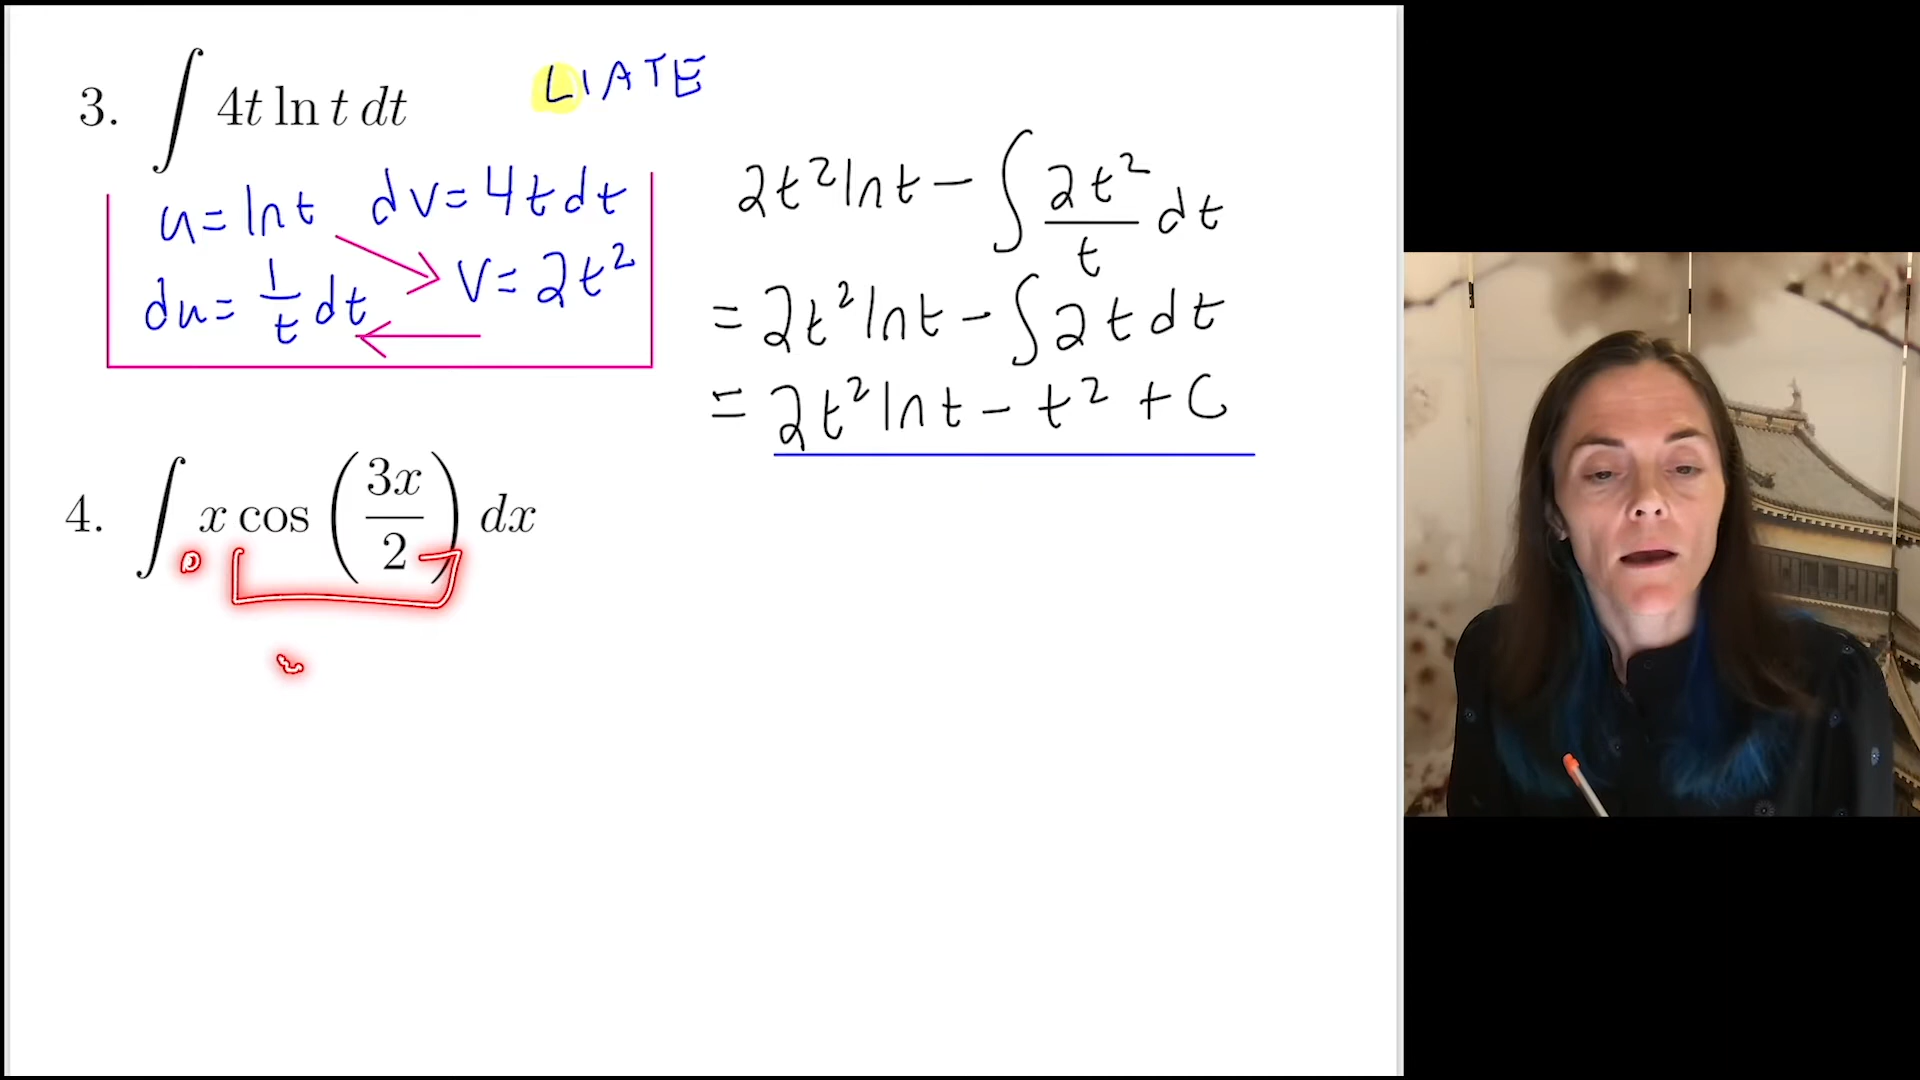 3. ∫ 4t ln t dt
LIATE
u = ln t   dv = 4t dt
du = 1/t dt   v = 2t²
2t² ln t − ∫ 2t²/t dt
= 2t² ln t − ∫ 2t dt
= 2t² ln t − t² + C
4. ∫ x cos (3x/2) dx